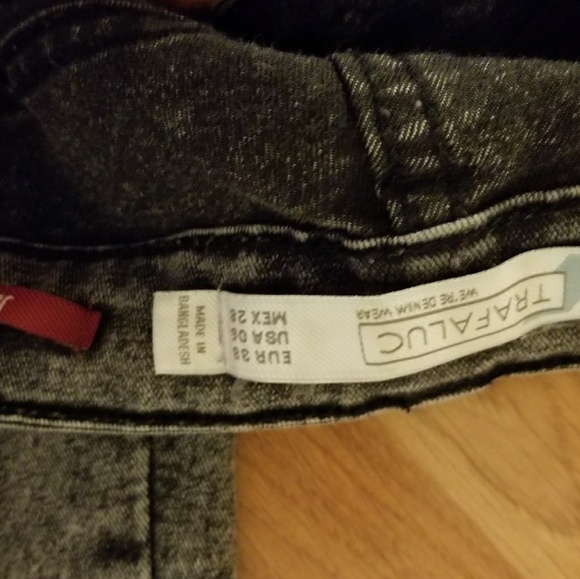 TRAFALUC
WE'RE DENIM WEAR
EUR 38
USA 06
MEX 28
MADE IN
BANGLADESH